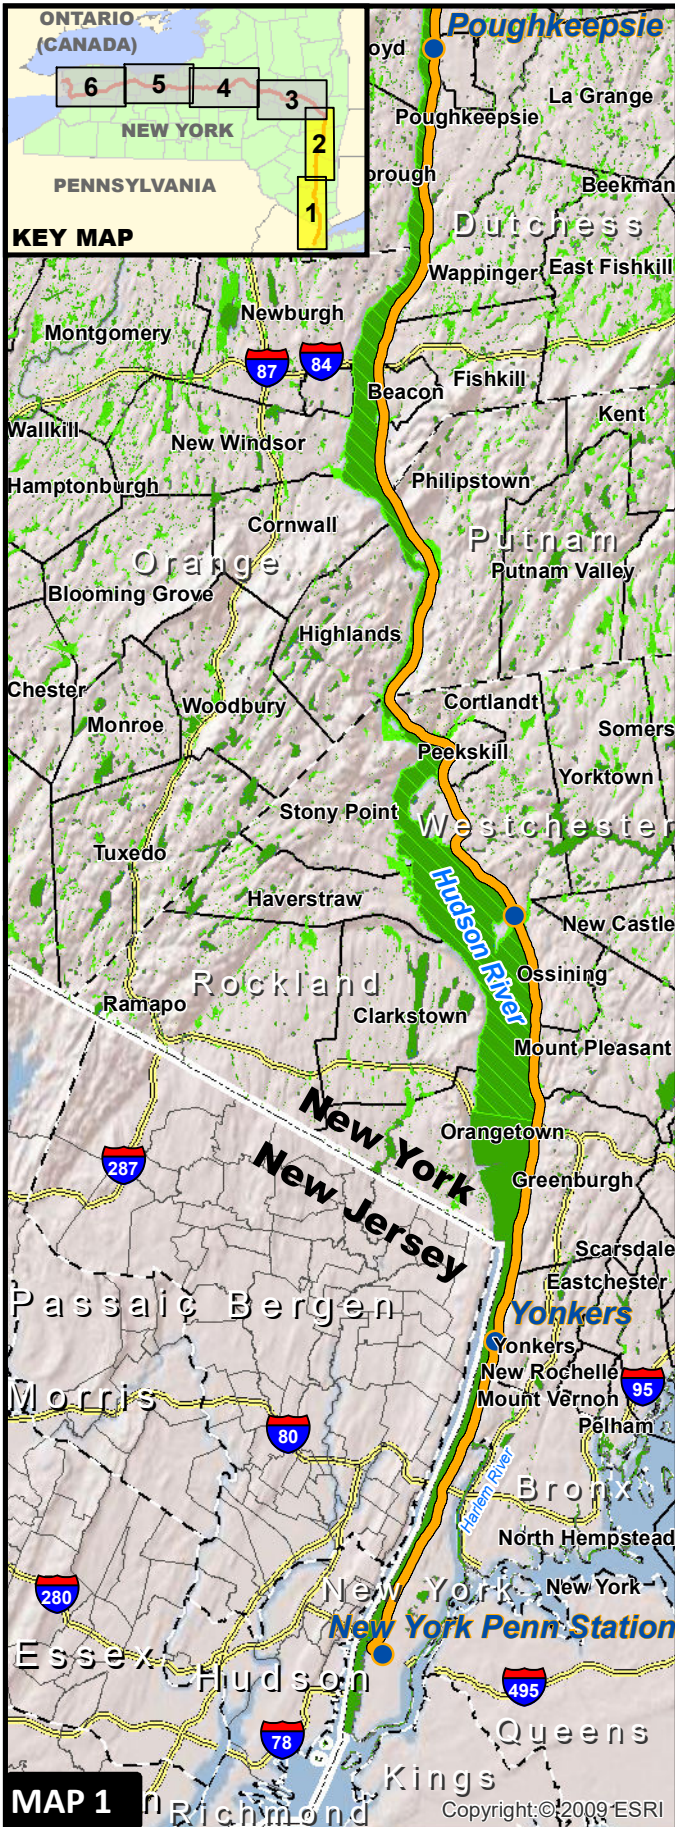 ONTARIO
(CANADA)
6
5
4
3
NEW YORK
2
PENNSYLVANIA
1
KEY MAP
Poughkeepsie
oyd
La Grange
Poughkeepsie
orough
Beekman
Dutchess
Wappinger
East Fishkill
Newburgh
Montgomery
87
84
Fishkill
Beacon
Kent
Wallkill
New Windsor
Hamptonburgh
Philipstown
Cornwall
Putnam
Orange
Putnam Valley
Blooming Grove
Highlands
Chester
Woodbury
Cortlandt
Monroe
Somers
Peekskill
Yorktown
Stony Point
Westchester
Tuxedo
Haverstraw
Hudson River
New Castle
Rockland
Ossining
Ramapo
Clarkstown
Mount Pleasant
New York
Orangetown
287
New Jersey
Greenburgh
Scarsdale
Eastchester
Passaic
Bergen
Yonkers
Yonkers
New Rochelle
95
Morris
Mount Vernon
Pelham
80
Harlem River
Bronx
North Hempstead
280
New York
New York
New York Penn Station
Essex
Hudson
495
78
Queens
Kings
MAP 1
n
Richmond
Copyright:© 2009 ESRI